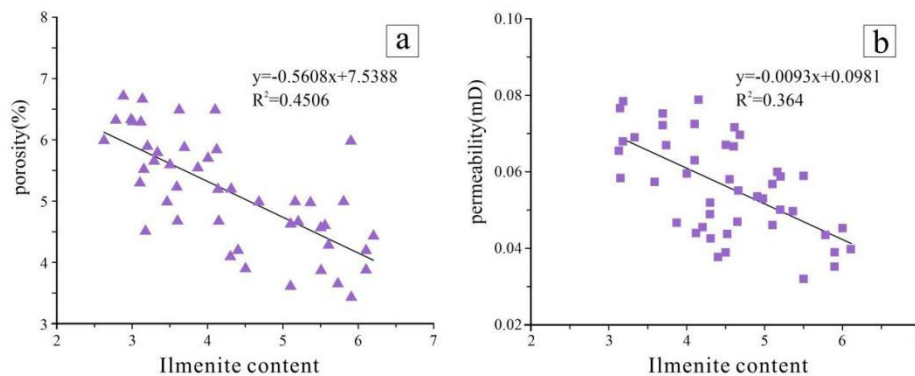 a
y=-0.5608x+7.5388
R²=0.4506
8
7
6
5
4
3
porosity(%)
2
3
4
5
6
7
Ilmenite content
b
y=-0.0093x+0.0981
R²=0.364
0.10
0.08
0.06
0.04
0.02
permeability(mD)
2
3
4
5
6
7
Ilmenite content